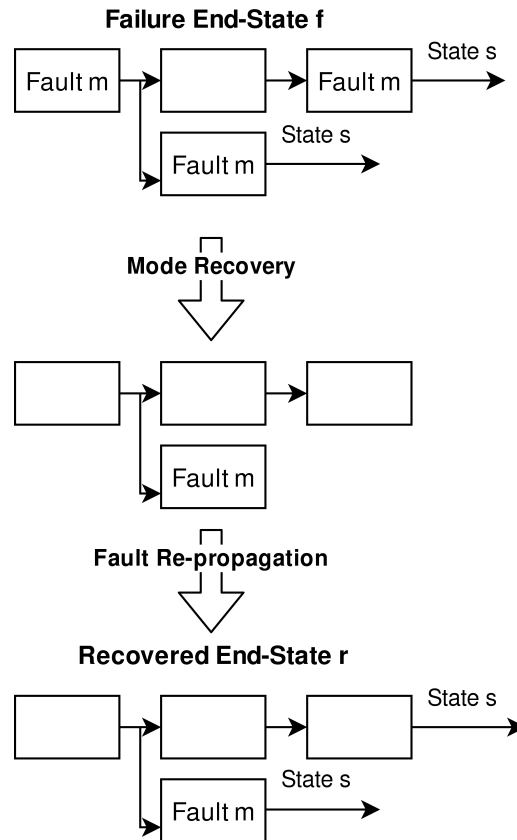 Failure End-State f
State s
Fault m
Fault m
State s
Fault m
Mode Recovery
Fault m
Fault Re-propagation
Recovered End-State r
State s
State s
Fault m